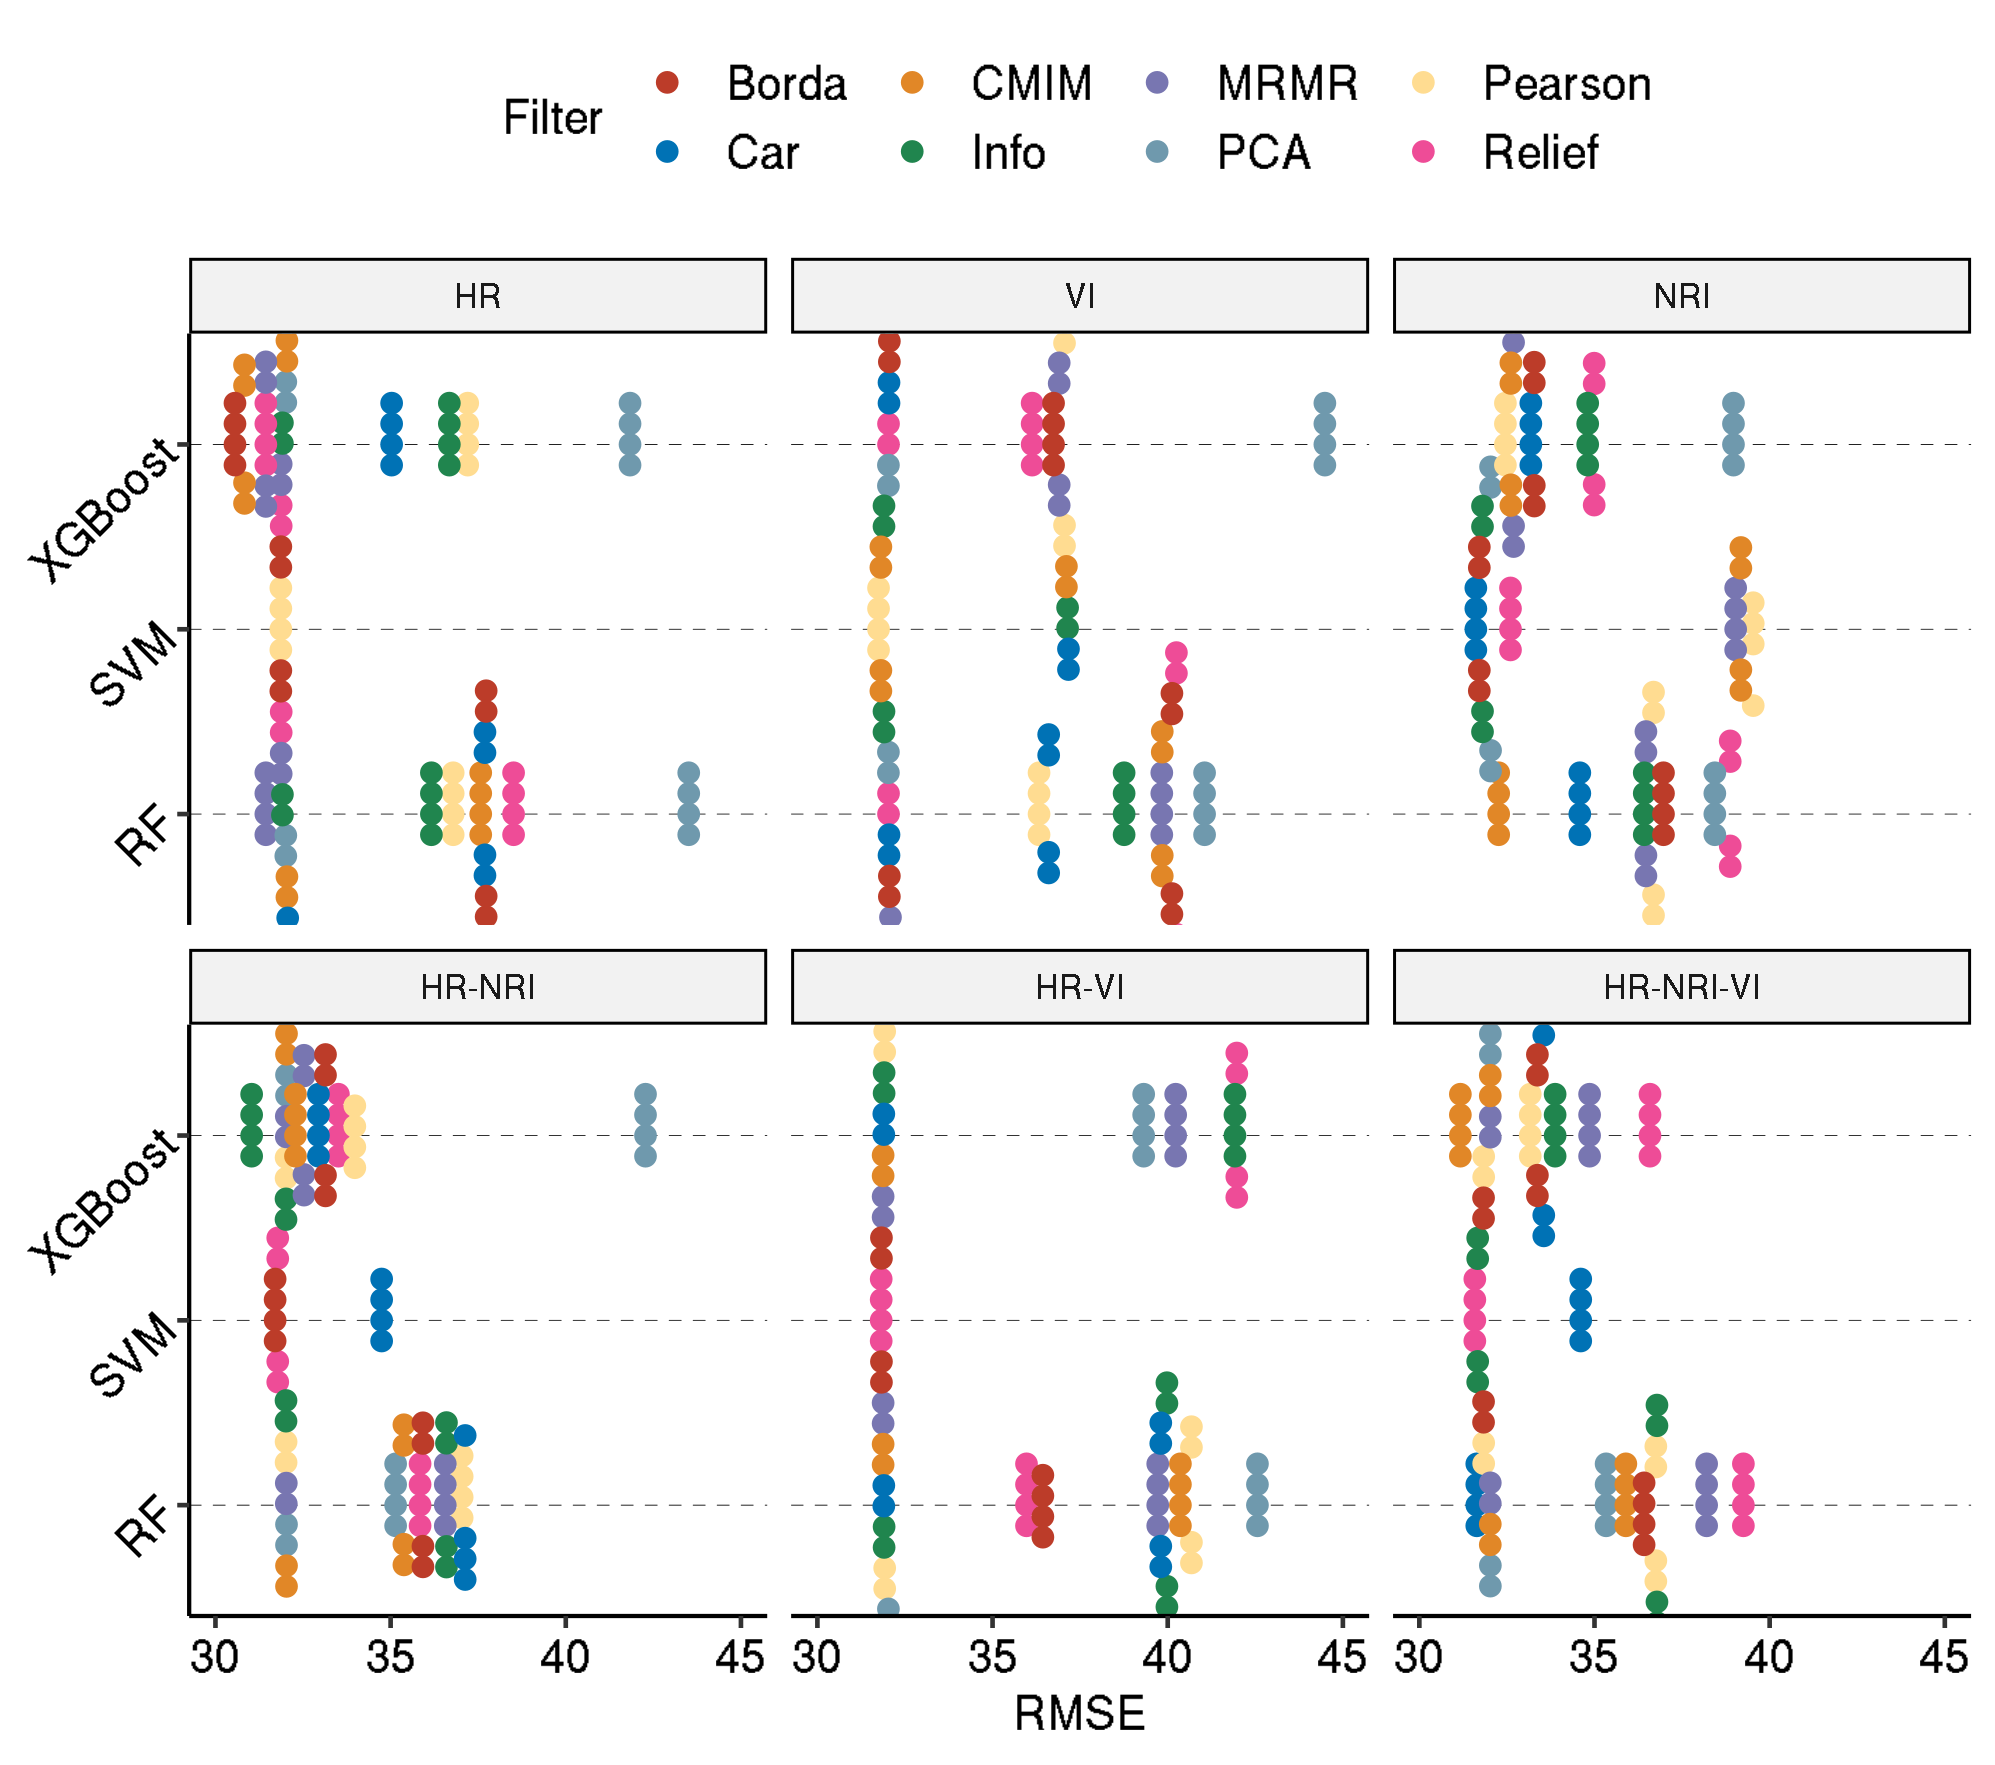 Filter
Borda CMIM MRMR Pearson
Car Info PCA Relief
HR VI NRI
XGBoost
SVM
RF
HR-NRI HR-VI HR-NRI-VI
XGBoost
SVM
RF
30 35 40 45 30 35 40 45 30 35 40 45
RMSE